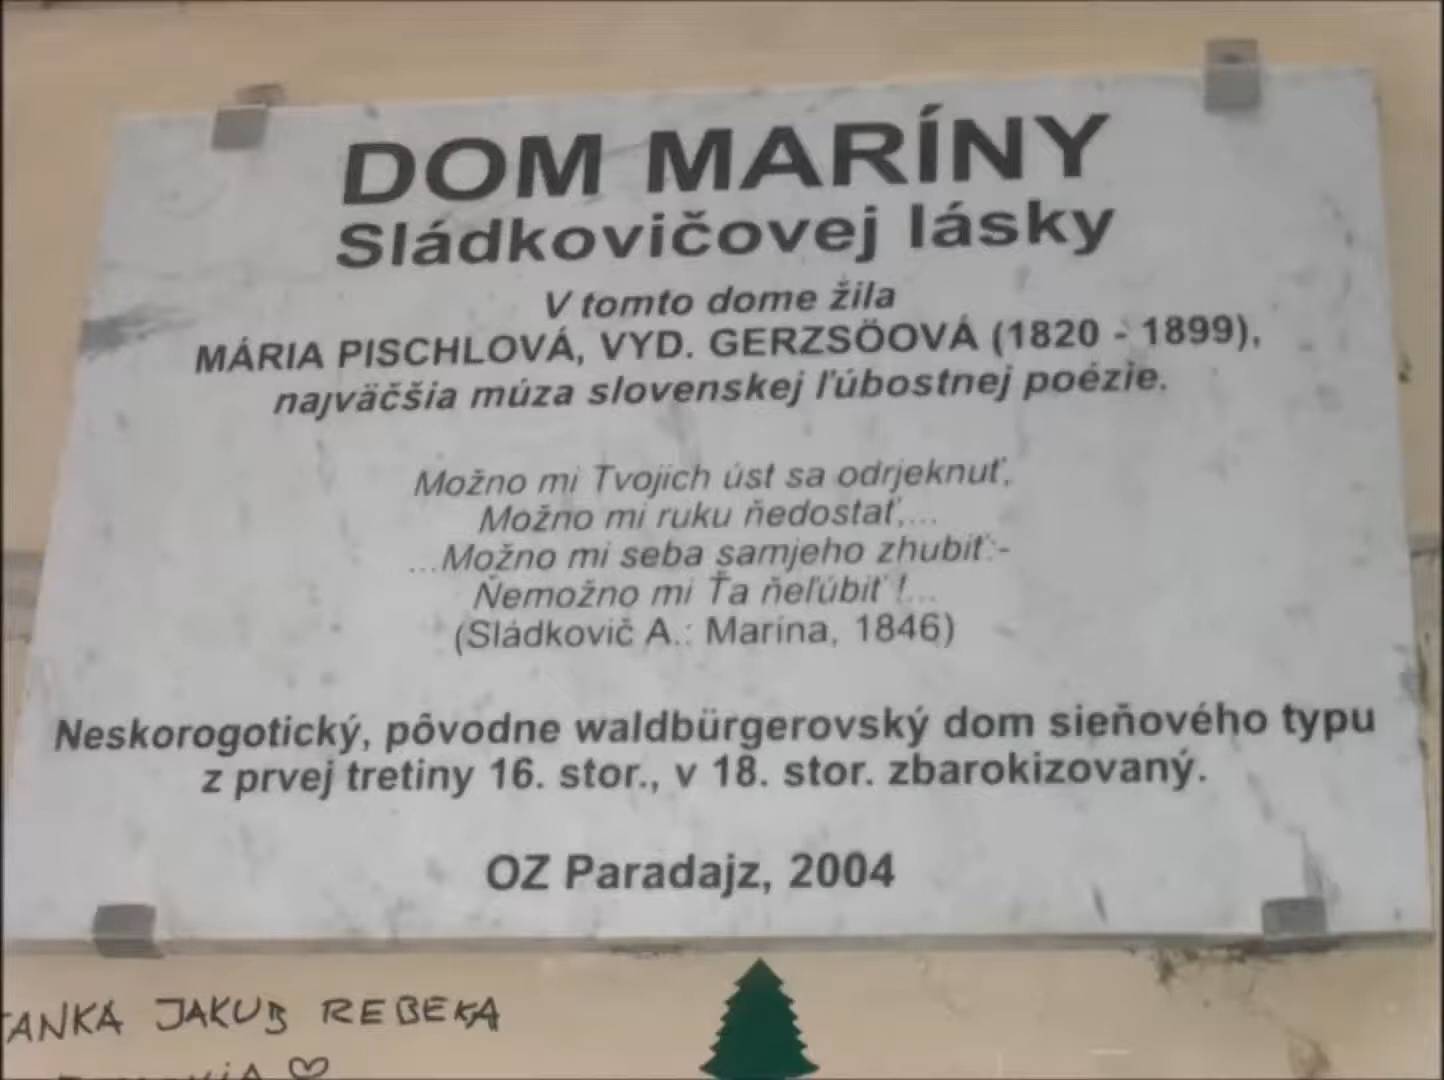 DOM MARÍNY
Sládkovičovej lásky
V tomto dome žila
MÁRIA PISCHLOVÁ, VYD. GERZSÖOVÁ (1820 - 1899),
najväčšia múza slovenskej ľúbostnej poézie.
Možno mi Tvojich úst sa odrjeknuť,
Možno mi ruku ňedostať,...
...Možno mi seba samjeho zhubiť:-
Ňemožno mi Ťa ňeľúbiť !...
(Sládkovič A.: Marína, 1846)
Neskorogotický, pôvodne waldbürgerovský dom sieňového typu
z prvej tretiny 16. stor., v 18. stor. zbarokizovaný.
OZ Paradajz, 2004
JAKUB REBEKA